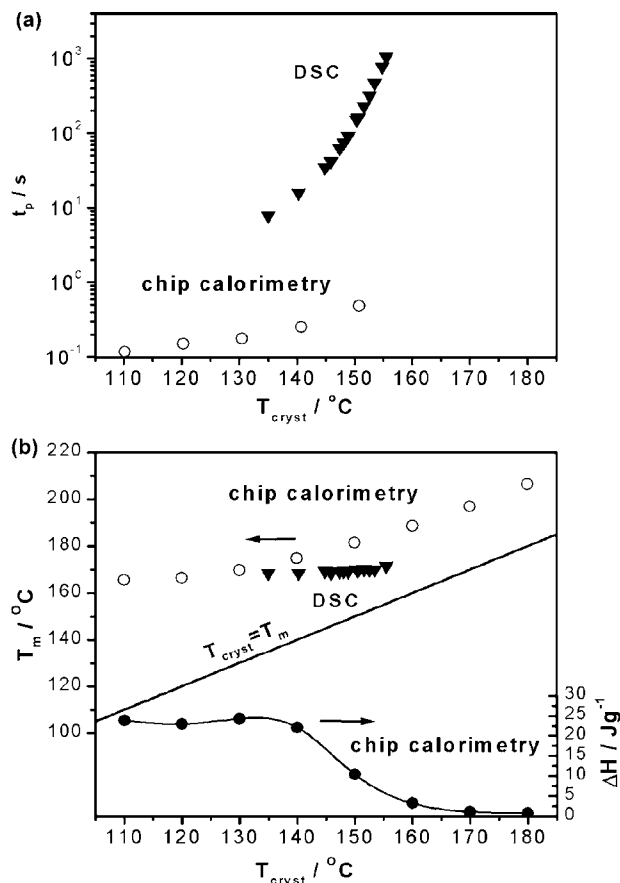 (a)
10³
10²
10¹
10⁰
10⁻¹
t_p / s
DSC
chip calorimetry
110 120 130 140 150 160 170 180
T_cryst / °C
(b)
220
200
180
160
140
120
100
T_m / °C
chip calorimetry
DSC
T_cryst=T_m
chip calorimetry
30
25
20
15
10
5
0
ΔH / Jg⁻¹
110 120 130 140 150 160 170 180
T_cryst / °C